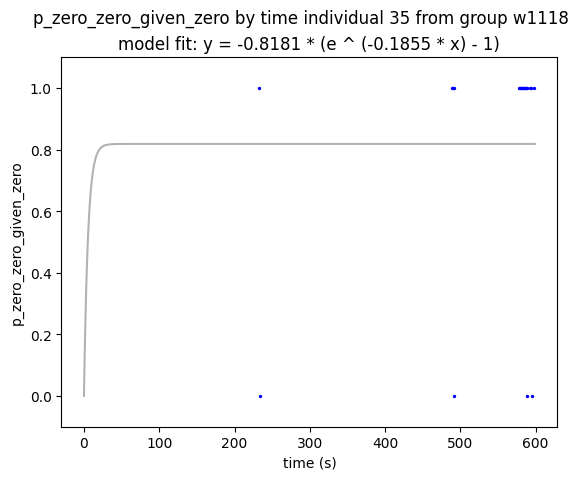 p_zero_zero_given_zero by time individual 35 from group w1118
model fit: y = -0.8181 * (e ^ (-0.1855 * x) - 1)
1.0
0.8
0.6
0.4
0.2
0.0
p_zero_zero_given_zero
0 100 200 300 400 500 600
time (s)